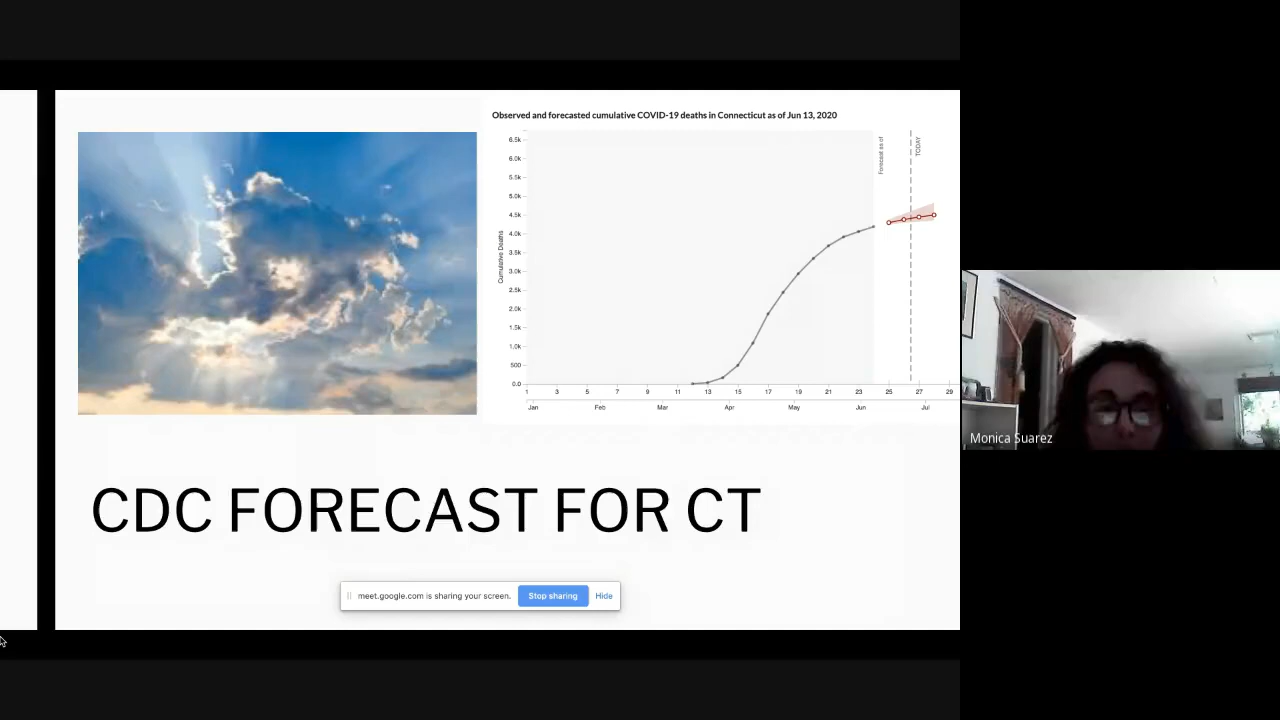 Observed and forecasted cumulative COVID-19 deaths in Connecticut as of Jun 13, 2020
6.5k
6.0k
5.5k
5.0k
4.5k
4.0k
3.5k
3.0k
2.5k
2.0k
1.5k
1.0k
500
0.0
Cumulative Deaths
Forecast as of
TODAY
1 3 5 7 9 11 13 15 17 19 21 23 25 27 29
Jan Feb Mar Apr May Jun Jul
CDC FORECAST FOR CT
meet.google.com is sharing your screen. Stop sharing Hide
Monica Suarez